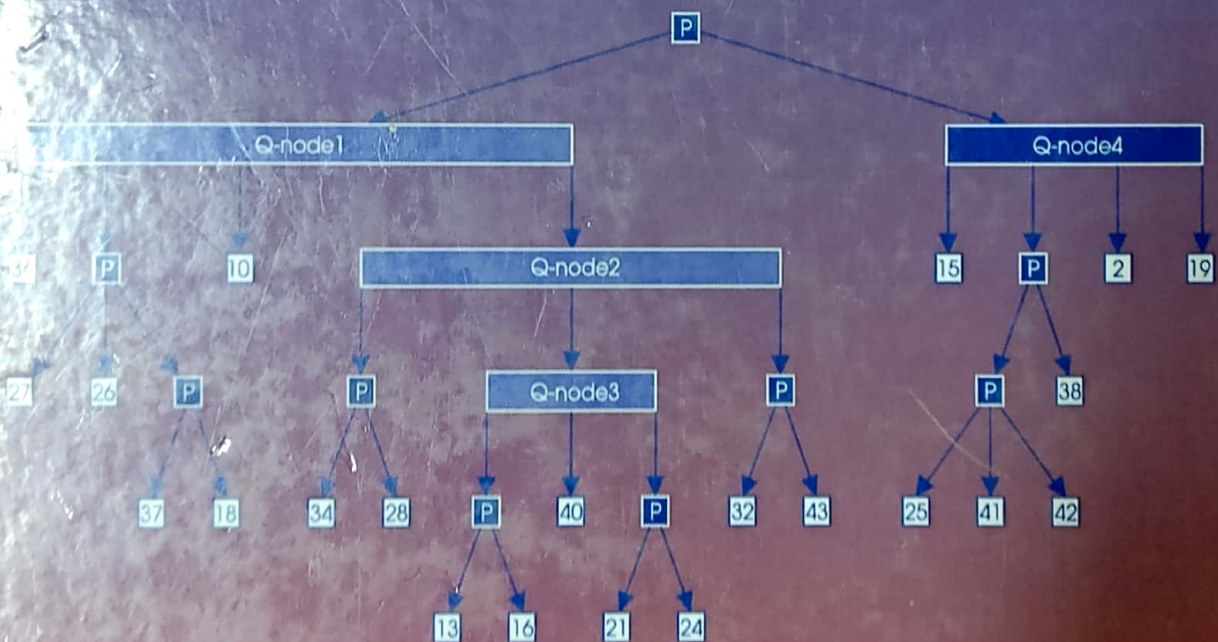 P
Q-node1 Q-node4
P 10 Q-node2 15 P 2 19
27 26 P P Q-node3 P P 38
37 18 34 28 P 40 P 32 43 25 41 42
13 16 21 24